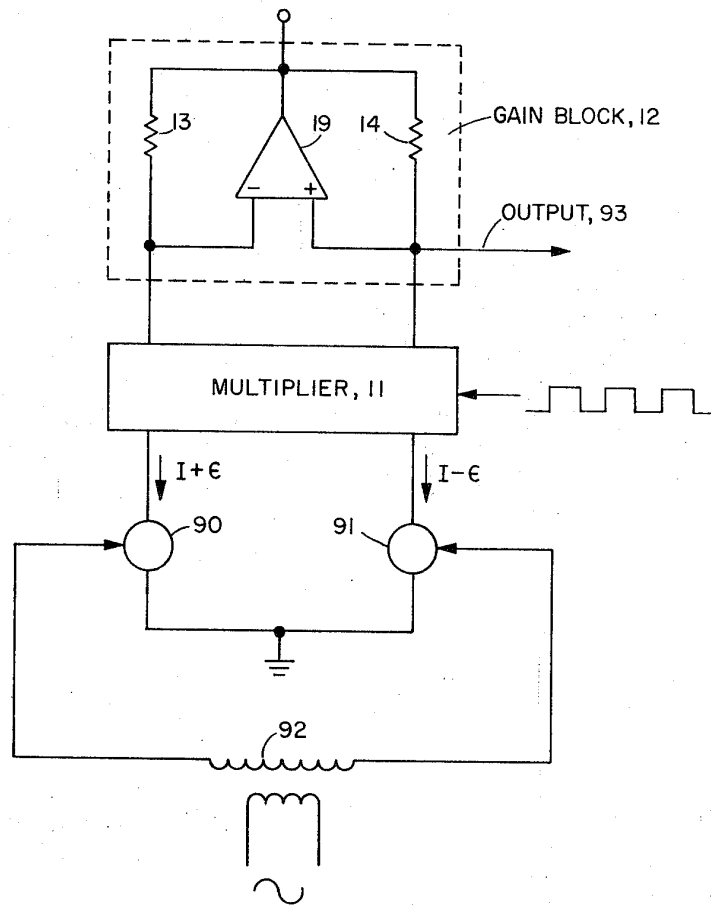 13
19
14
GAIN BLOCK, 12
- +
OUTPUT, 93
MULTIPLIER, 11
I+ϵ
I-ϵ
90
91
92